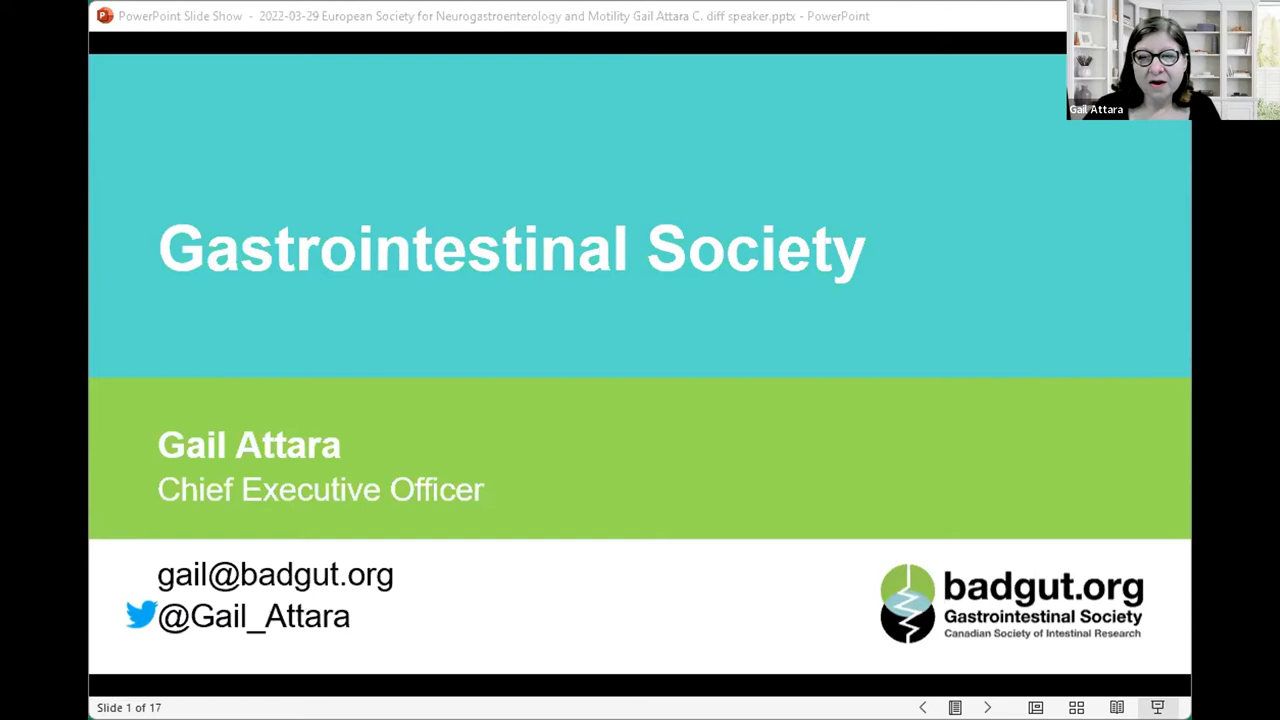 PowerPoint Slide Show - 2022-03-29 European Society for Neurogastroenterology and Motility Gail Attara C. diff speaker.pptx - PowerPoint
Gail Attara
Gastrointestinal Society
Gail Attara
Chief Executive Officer
gail@badgut.org
@Gail_Attara
badgut.org
Gastrointestinal Society
Canadian Society of Intestinal Research
Slide 1 of 17